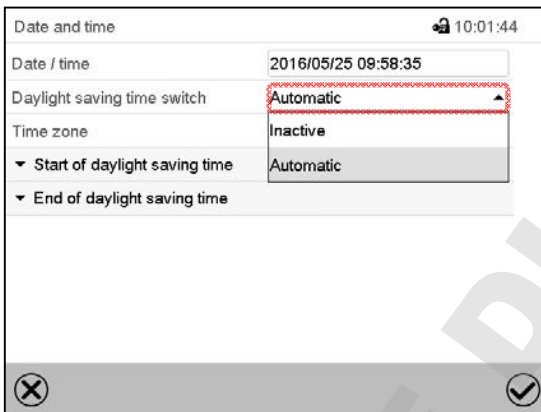 Date and time 10:01:44
Date / time 2016/05/25 09:58:35
Daylight saving time switch Automatic
Time zone Inactive
Start of daylight saving time Automatic
End of daylight saving time